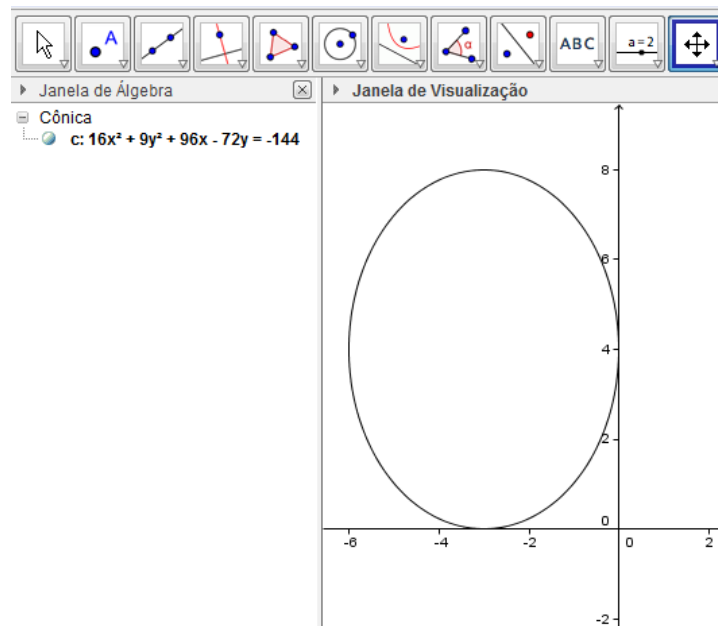 A
α
ABC
a=2
Janela de Álgebra
Janela de Visualização
Cônica
c: 16x² + 9y² + 96x - 72y = -144
8
6
4
2
0
-6
-4
-2
0
2
-2